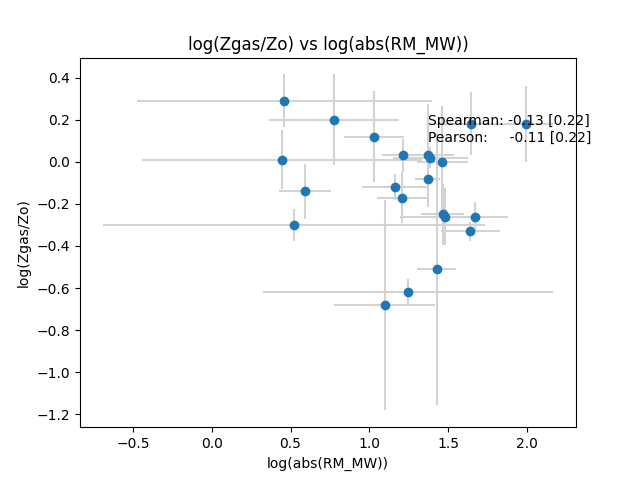 log(Zgas/Zo) vs log(abs(RM_MW))
Spearman: -0.13 [0.22]
Pearson: -0.11 [0.22]
0.4
0.2
0.0
−0.2
−0.4
−0.6
−0.8
−1.0
−1.2
log(Zgas/Zo)
−0.5 0.0 0.5 1.0 1.5 2.0
log(abs(RM_MW))